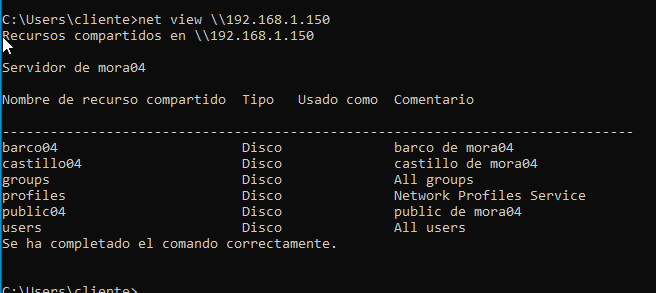 C:\Users\cliente>net view \\192.168.1.150
Recursos compartidos en \\192.168.1.150
Servidor de mora04
Nombre de recurso compartido  Tipo   Usado como  Comentario
-------------------------------------------------------------------------------
barco04                       Disco              barco de mora04
castillo04                    Disco              castillo de mora04
groups                        Disco              All groups
profiles                      Disco              Network Profiles Service
public04                      Disco              public de mora04
users                         Disco              All users
Se ha completado el comando correctamente.
C:\Users\cliente>